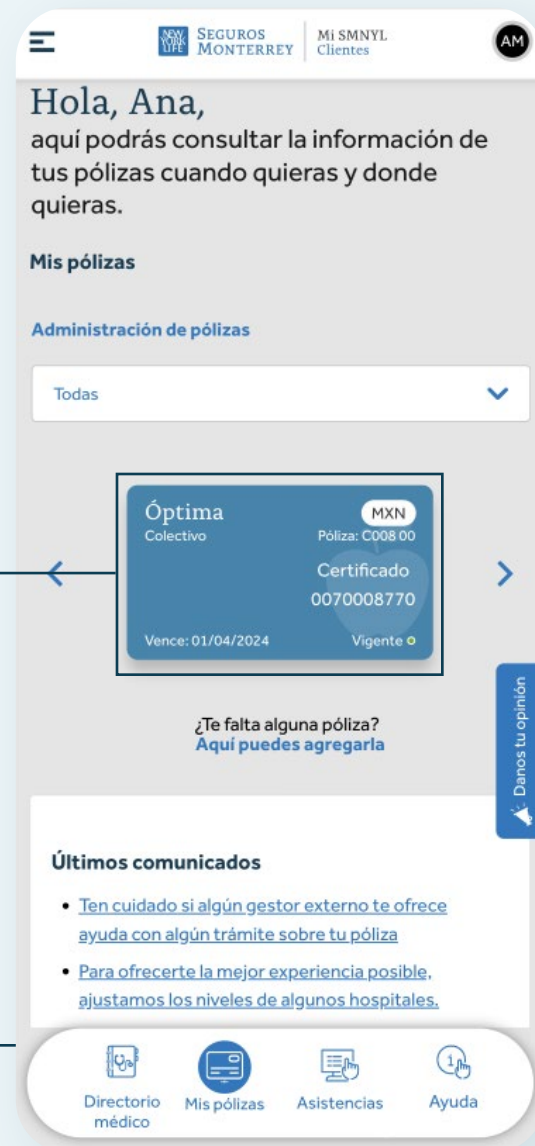 NEW
YORK
LIFE
SEGUROS
MONTERREY
Mi SMNYL
Clientes
AM
Hola, Ana,
aquí podrás consultar la información de
tus pólizas cuando quieras y donde
quieras.
Mis pólizas
Administración de pólizas
Todas
Óptima
MXN
Colectivo
Póliza: C008 00
Certificado
0070008770
Vence: 01/04/2024
Vigente
¿Te falta alguna póliza?
Aquí puedes agregarla
Danos tu opinión
Últimos comunicados
• Ten cuidado si algún gestor externo te ofrece
ayuda con algún trámite sobre tu póliza
• Para ofrecerte la mejor experiencia posible,
ajustamos los niveles de algunos hospitales.
Directorio
médico
Mis pólizas
Asistencias
1
Ayuda